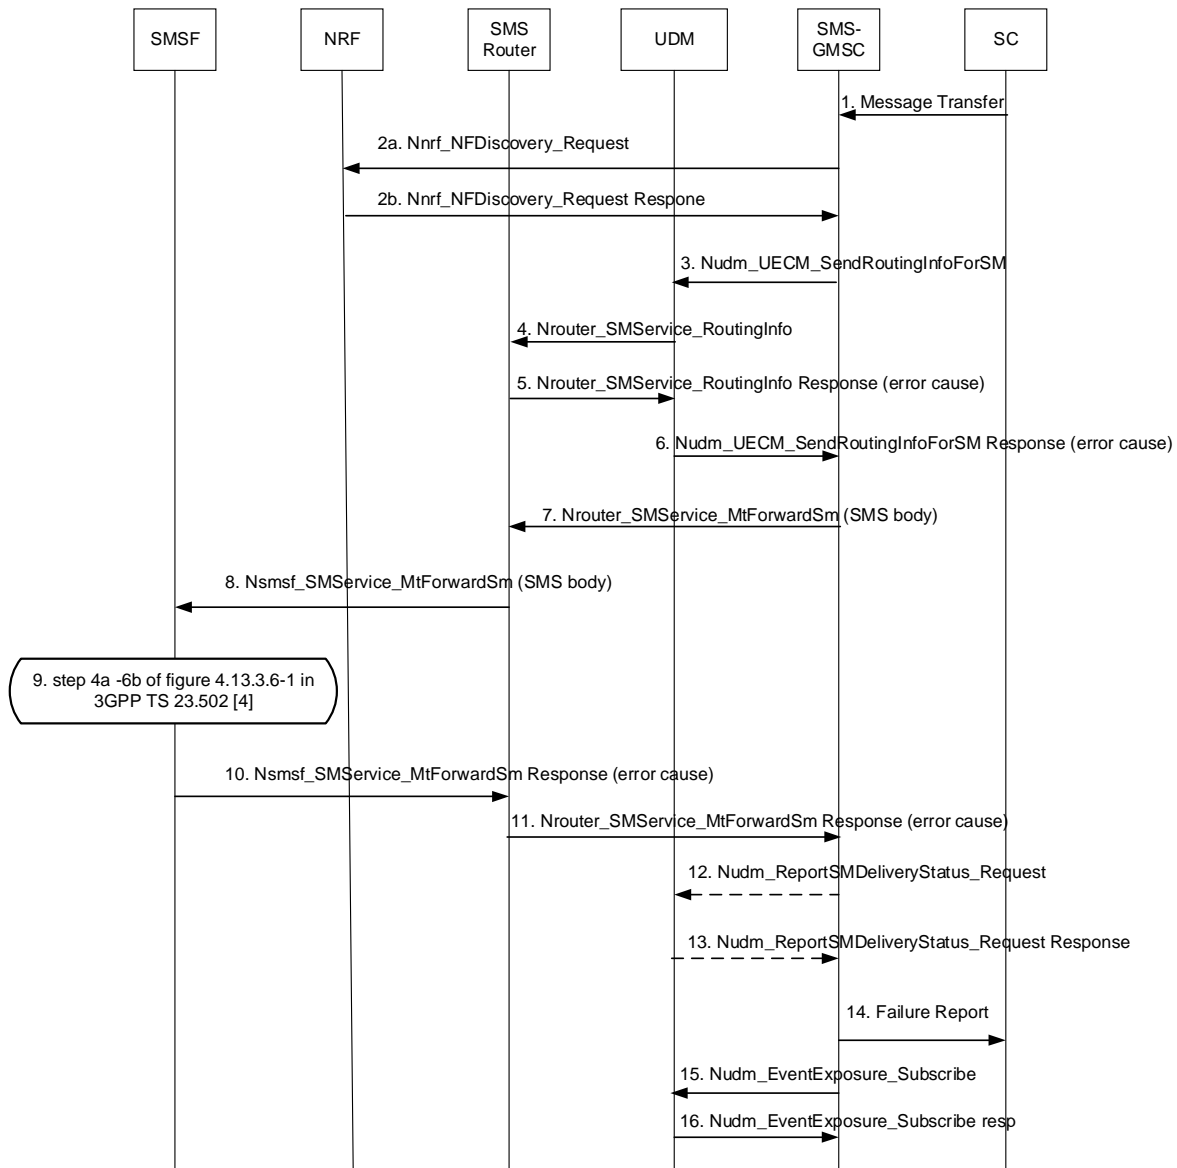 SMSF
NRF
SMS
Router
UDM
SMS-
GMSC
SC
1. Message Transfer
2a. Nnrf_NFDiscovery_Request
2b. Nnrf_NFDiscovery_Request Respone
3. Nudm_UECM_SendRoutingInfoForSM
4. Nrouter_SMService_RoutingInfo
5. Nrouter_SMService_RoutingInfo Response (error cause)
6. Nudm_UECM_SendRoutingInfoForSM Response (error cause)
7. Nrouter_SMService_MtForwardSm (SMS body)
8. Nsmsf_SMService_MtForwardSm (SMS body)
9. step 4a -6b of figure 4.13.3.6-1 in
3GPP TS 23.502 [4]
10. Nsmsf_SMService_MtForwardSm Response (error cause)
11. Nrouter_SMService_MtForwardSm Response (error cause)
12. Nudm_ReportSMDeliveryStatus_Request
13. Nudm_ReportSMDeliveryStatus_Request Response
14. Failure Report
15. Nudm_EventExposure_Subscribe
16. Nudm_EventExposure_Subscribe resp